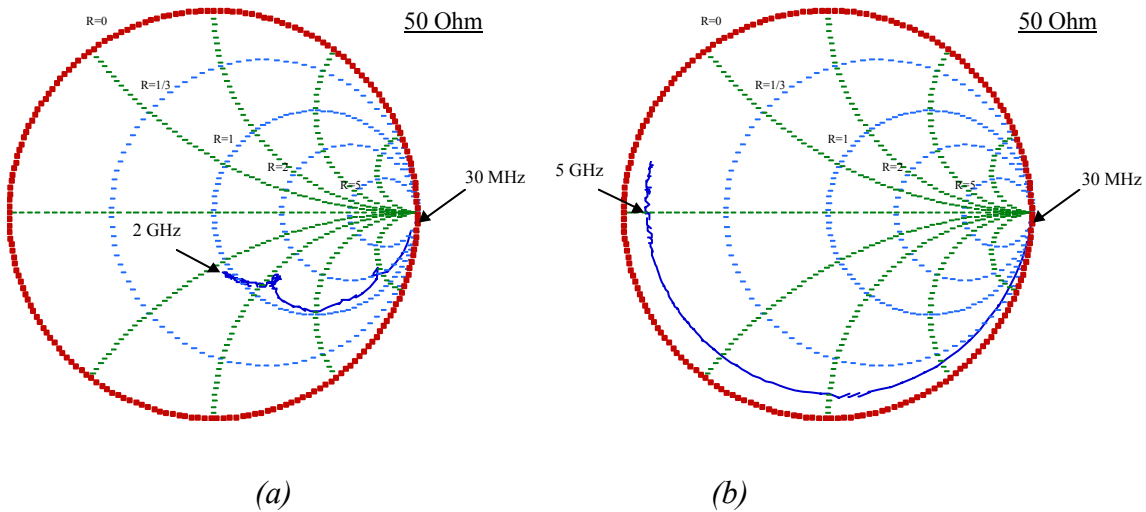 50 Ohm
R=0
R=1/3
R=1
R=2
R=5
30 MHz
2 GHz
(a)
50 Ohm
R=0
R=1/3
R=1
R=2
R=5
5 GHz
30 MHz
(b)